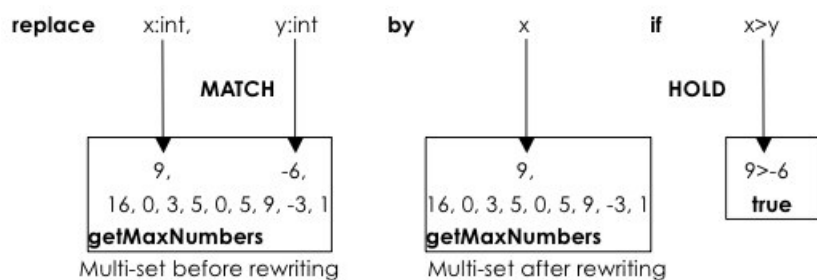 replace x:int, y:int by x if x>y
MATCH HOLD
9, -6, 9, 9>-6
16, 0, 3, 5, 0, 5, 9, -3, 1 16, 0, 3, 5, 0, 5, 9, -3, 1 true
getMaxNumbers getMaxNumbers
Multi-set before rewriting Multi-set after rewriting